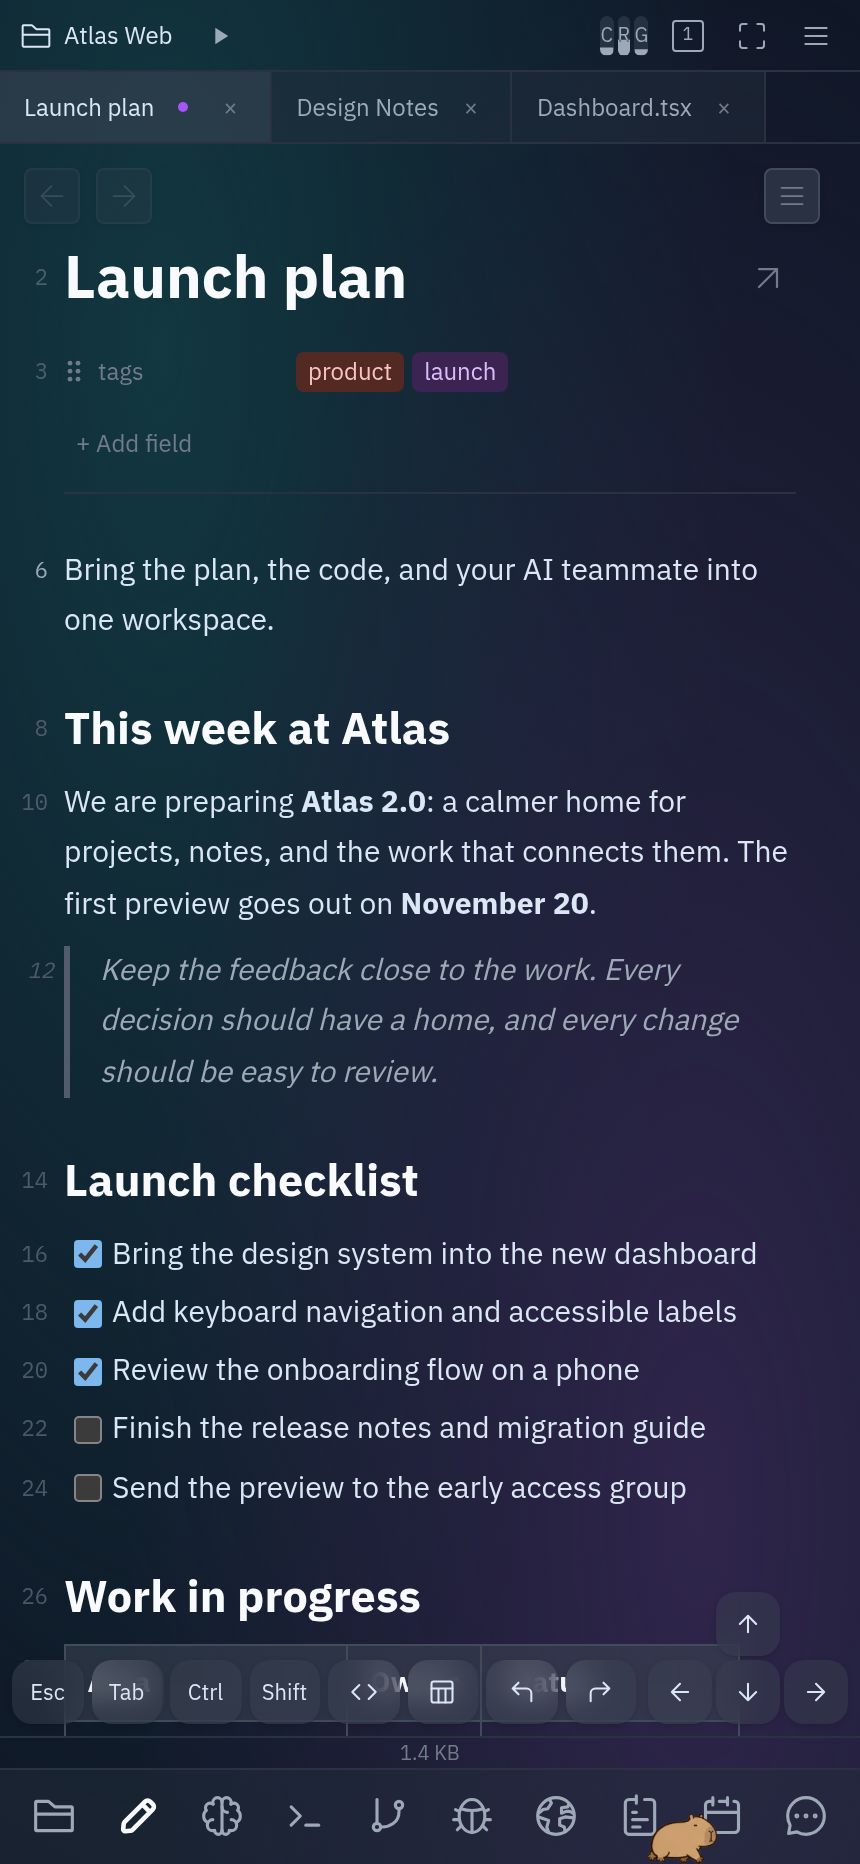 Atlas Web
C R G
1
Launch plan ×
Design Notes ×
Dashboard.tsx ×
2 Launch plan
3 tags product launch
+ Add field
6 Bring the plan, the code, and your AI teammate into
one workspace.
8 This week at Atlas
10 We are preparing Atlas 2.0: a calmer home for
projects, notes, and the work that connects them. The
first preview goes out on November 20.
12 Keep the feedback close to the work. Every
decision should have a home, and every change
should be easy to review.
14 Launch checklist
16 Bring the design system into the new dashboard
18 Add keyboard navigation and accessible labels
20 Review the onboarding flow on a phone
22 Finish the release notes and migration guide
24 Send the preview to the early access group
26 Work in progress
Esc Tab Ctrl Shift
1.4 KB